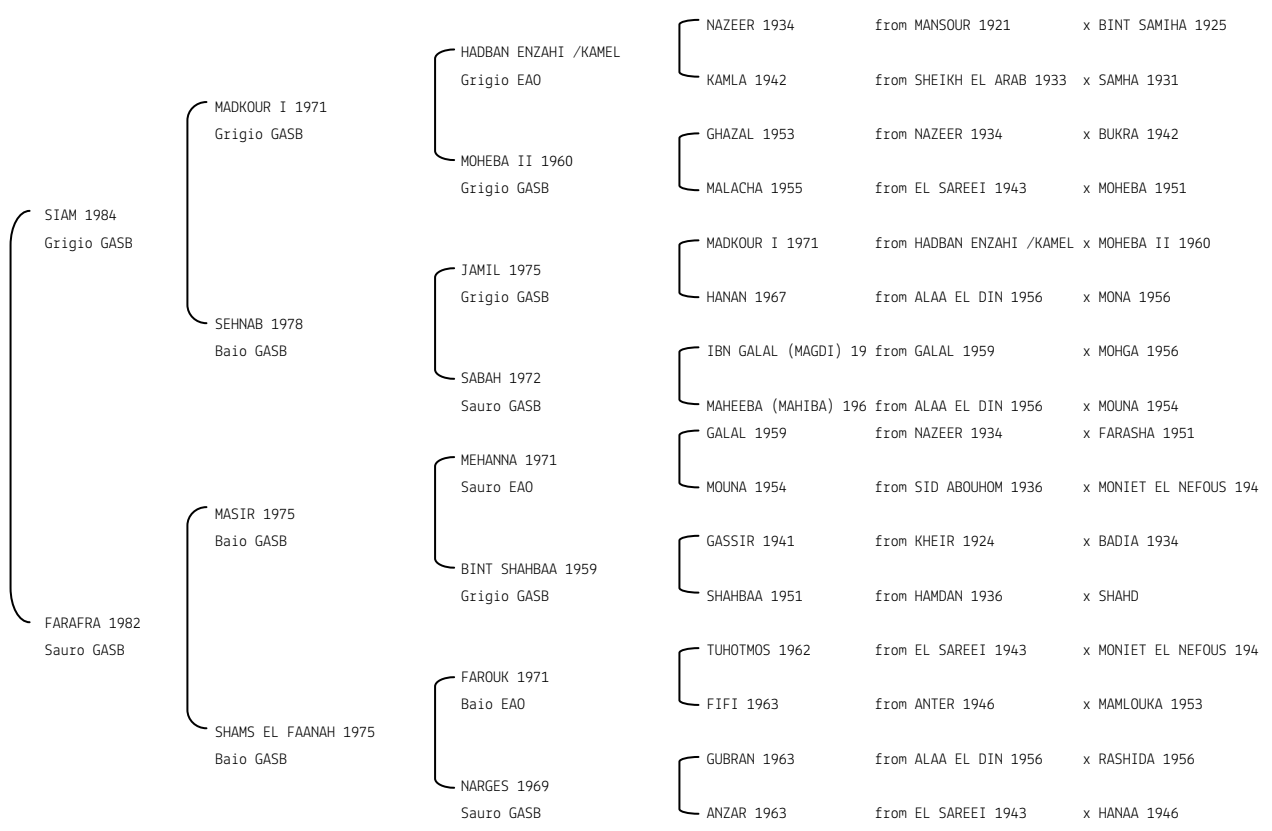 NAZEER 1934 from MANSOUR 1921 x BINT SAMIHA 1925
HADBAN ENZAHI /KAMEL
Grigio EAO
KAMLA 1942 from SHEIKH EL ARAB 1933 x SAMHA 1931
MADKOUR I 1971
Grigio GASB
GHAZAL 1953 from NAZEER 1934 x BUKRA 1942
MOHEBA II 1960
Grigio GASB
MALACHA 1955 from EL SAREEI 1943 x MOHEBA 1951
SIAM 1984
Grigio GASB
MADKOUR I 1971 from HADBAN ENZAHI /KAMEL x MOHEBA II 1960
JAMIL 1975
Grigio GASB
HANAN 1967 from ALAA EL DIN 1956 x MONA 1956
SEHNAB 1978
Baio GASB
IBN GALAL (MAGDI) 19 from GALAL 1959 x MOHGA 1956
SABAH 1972
Sauro GASB
MAHEEBA (MAHIBA) 196 from ALAA EL DIN 1956 x MOUNA 1954
GALAL 1959 from NAZEER 1934 x FARASHA 1951
MEHANNA 1971
Sauro EAO
MOUNA 1954 from SID ABOUHOM 1936 x MONIET EL NEFOUS 194
MASIR 1975
Baio GASB
GASSIR 1941 from KHEIR 1924 x BADIA 1934
BINT SHAHBAA 1959
Grigio GASB
SHAHBAA 1951 from HAMDAN 1936 x SHAHD
FARAFRA 1982
Sauro GASB
TUHOTMOS 1962 from EL SAREEI 1943 x MONIET EL NEFOUS 194
FAROUK 1971
Baio EAO
FIFI 1963 from ANTER 1946 x MAMLOUKA 1953
SHAMS EL FAANAH 1975
Baio GASB
GUBRAN 1963 from ALAA EL DIN 1956 x RASHIDA 1956
NARGES 1969
Sauro GASB
ANZAR 1963 from EL SAREEI 1943 x HANAA 1946